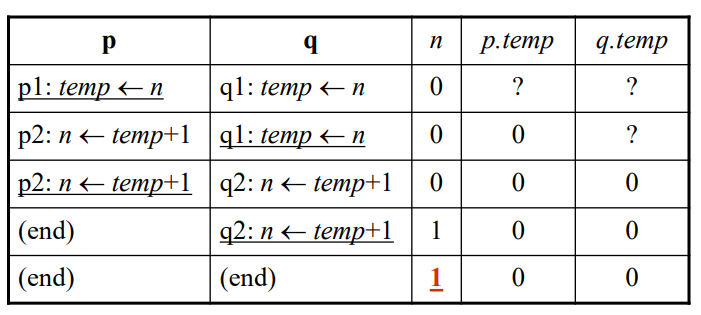 p q n p.temp q.temp
p1: temp ← n q1: temp ← n 0 ? ?
p2: n ← temp+1 q1: temp ← n 0 0 ?
p2: n ← temp+1 q2: n ← temp+1 0 0 0
(end) q2: n ← temp+1 1 0 0
(end) (end) 1 0 0